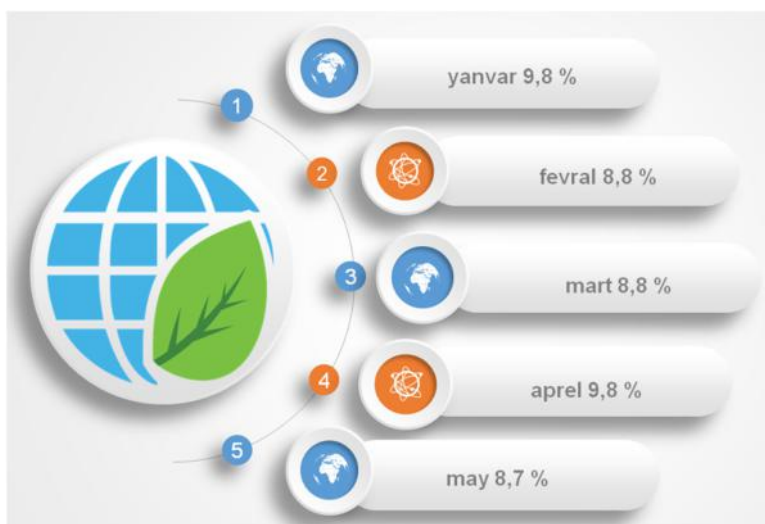 1
yanvar 9,8 %
2
fevral 8,8 %
3
mart 8,8 %
4
aprel 9,8 %
5
may 8,7 %